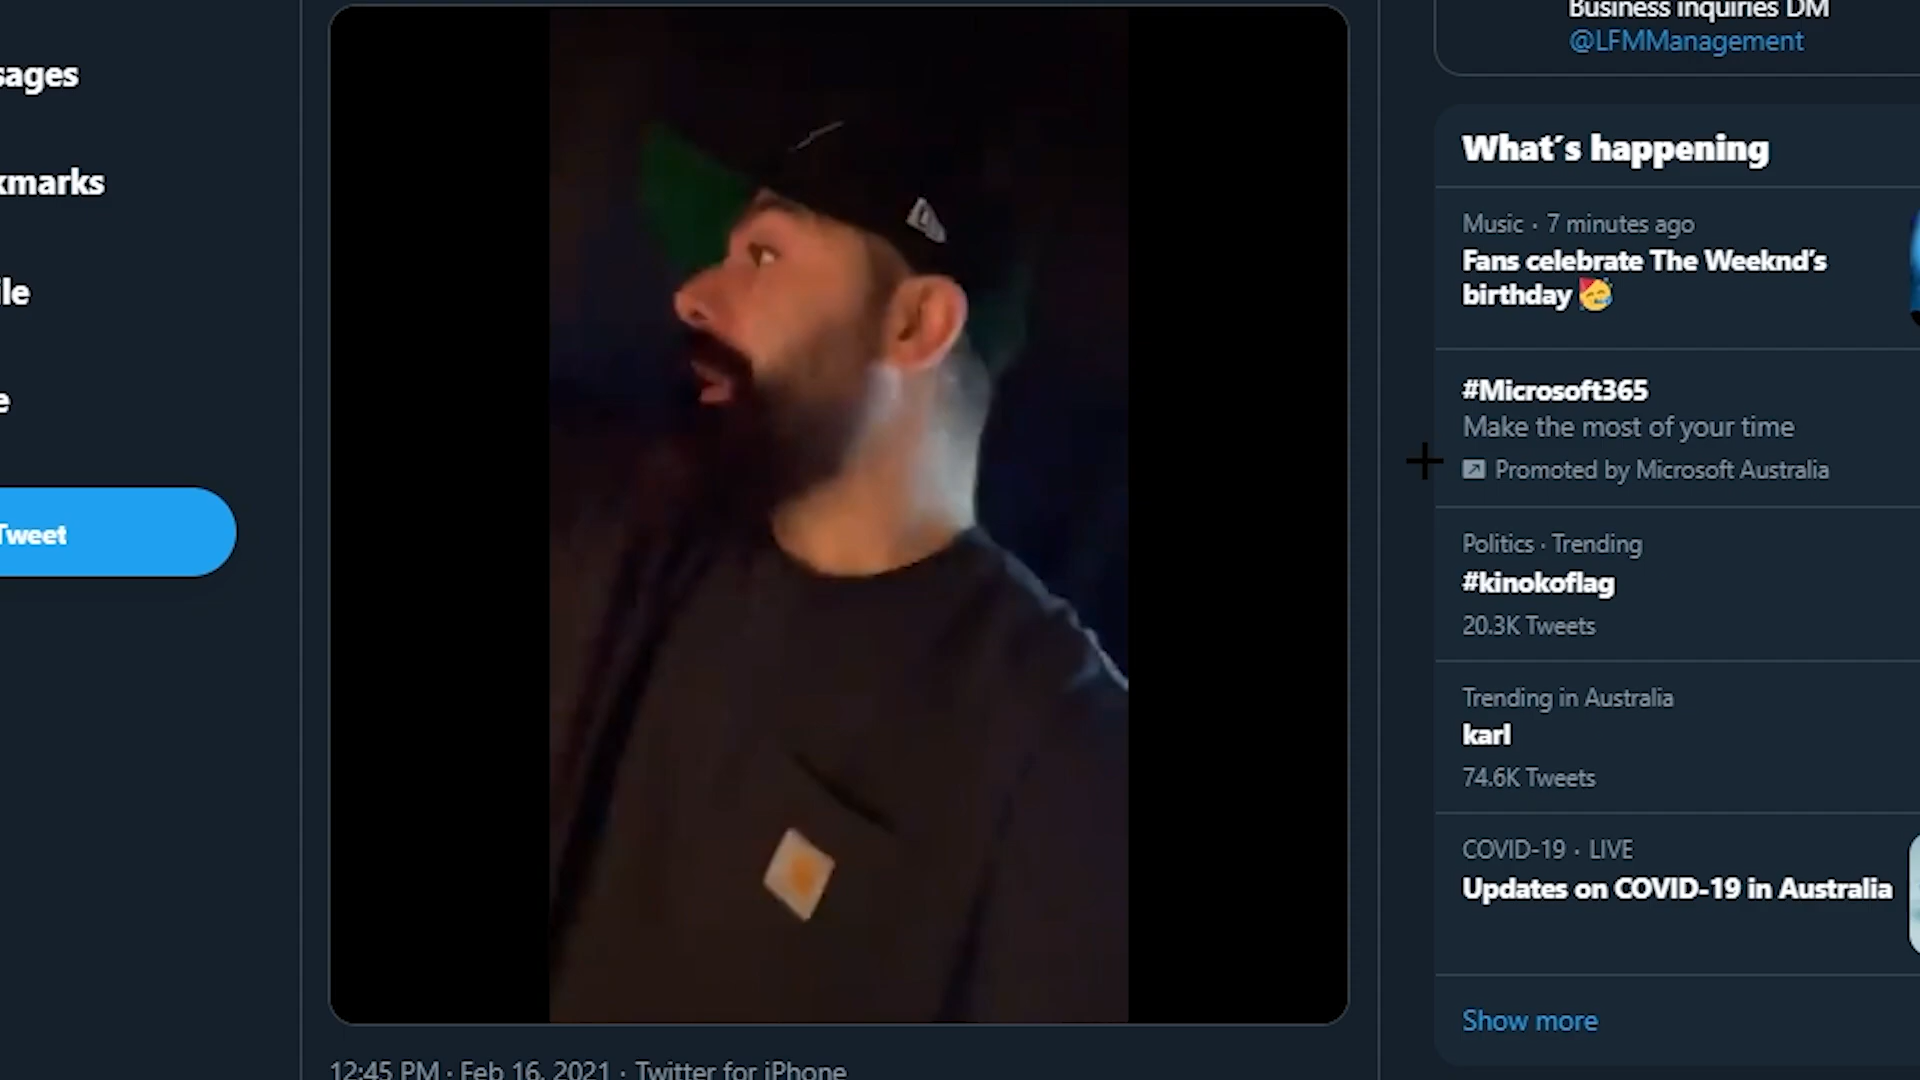 sages
kmarks
ile
e
Tweet
12:45 PM · Feb 16, 2021 · Twitter for iPhone
Business inquiries DM
@LFMManagement
What's happening
Music · 7 minutes ago
Fans celebrate The Weeknd's
birthday 🥳
#Microsoft365
Make the most of your time
Promoted by Microsoft Australia
Politics · Trending
#kinokoflag
20.3K Tweets
Trending in Australia
karl
74.6K Tweets
COVID-19 · LIVE
Updates on COVID-19 in Australia
Show more